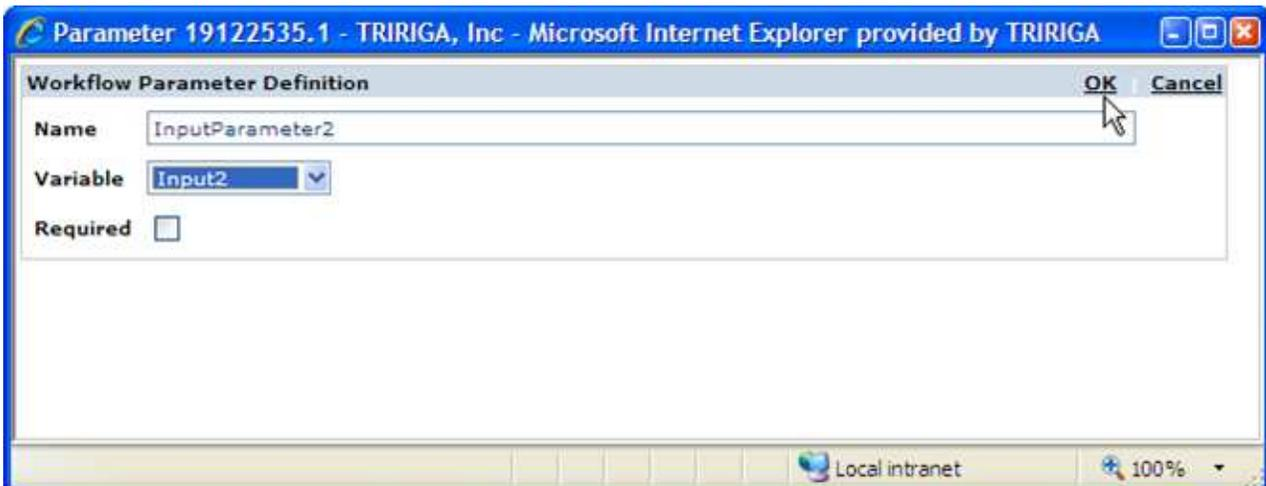 Parameter 19122535.1 - TRIRIGA, Inc - Microsoft Internet Explorer provided by TRIRIGA
Workflow Parameter Definition OK Cancel
Name InputParameter2
Variable Input2
Required
Local intranet 100%